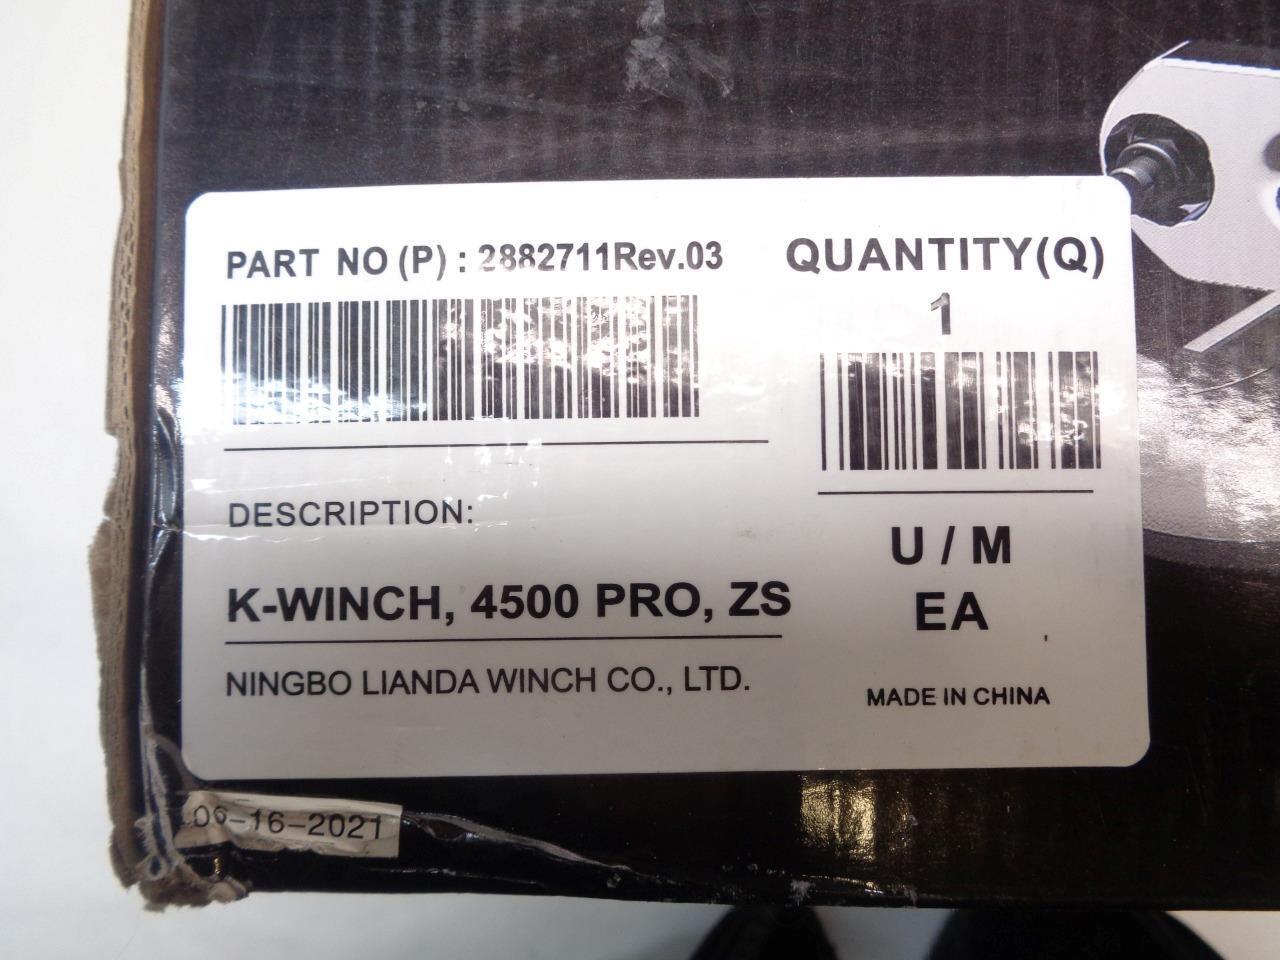 PART NO (P) : 2882711Rev.03
QUANTITY(Q)
1
DESCRIPTION:
K-WINCH, 4500 PRO, ZS
NINGBO LIANDA WINCH CO., LTD.
U / M
EA
MADE IN CHINA
06-16-2021